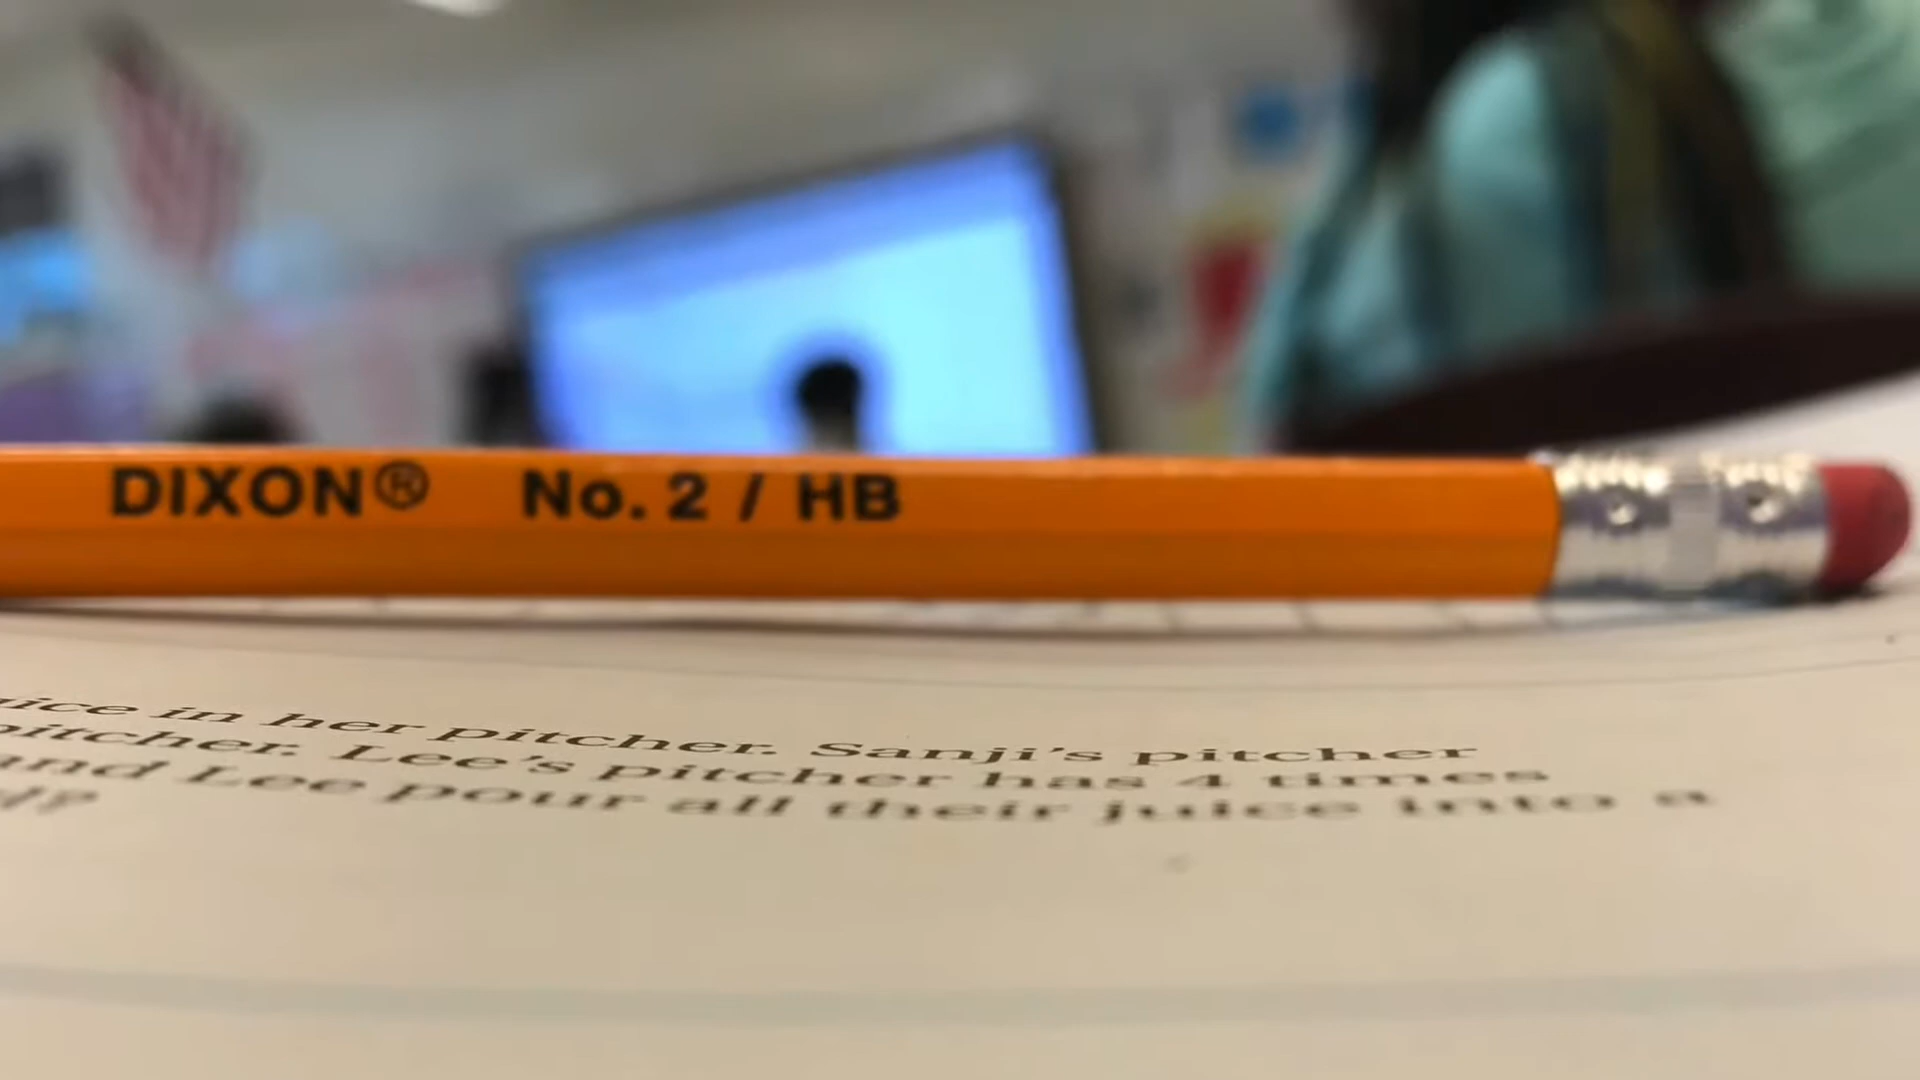 DIXON® No. 2 / HB
uice in her pitcher. Sanji's pitcher
pitcher. Lee's pitcher has 4 times
and Lee pour all their juice into a